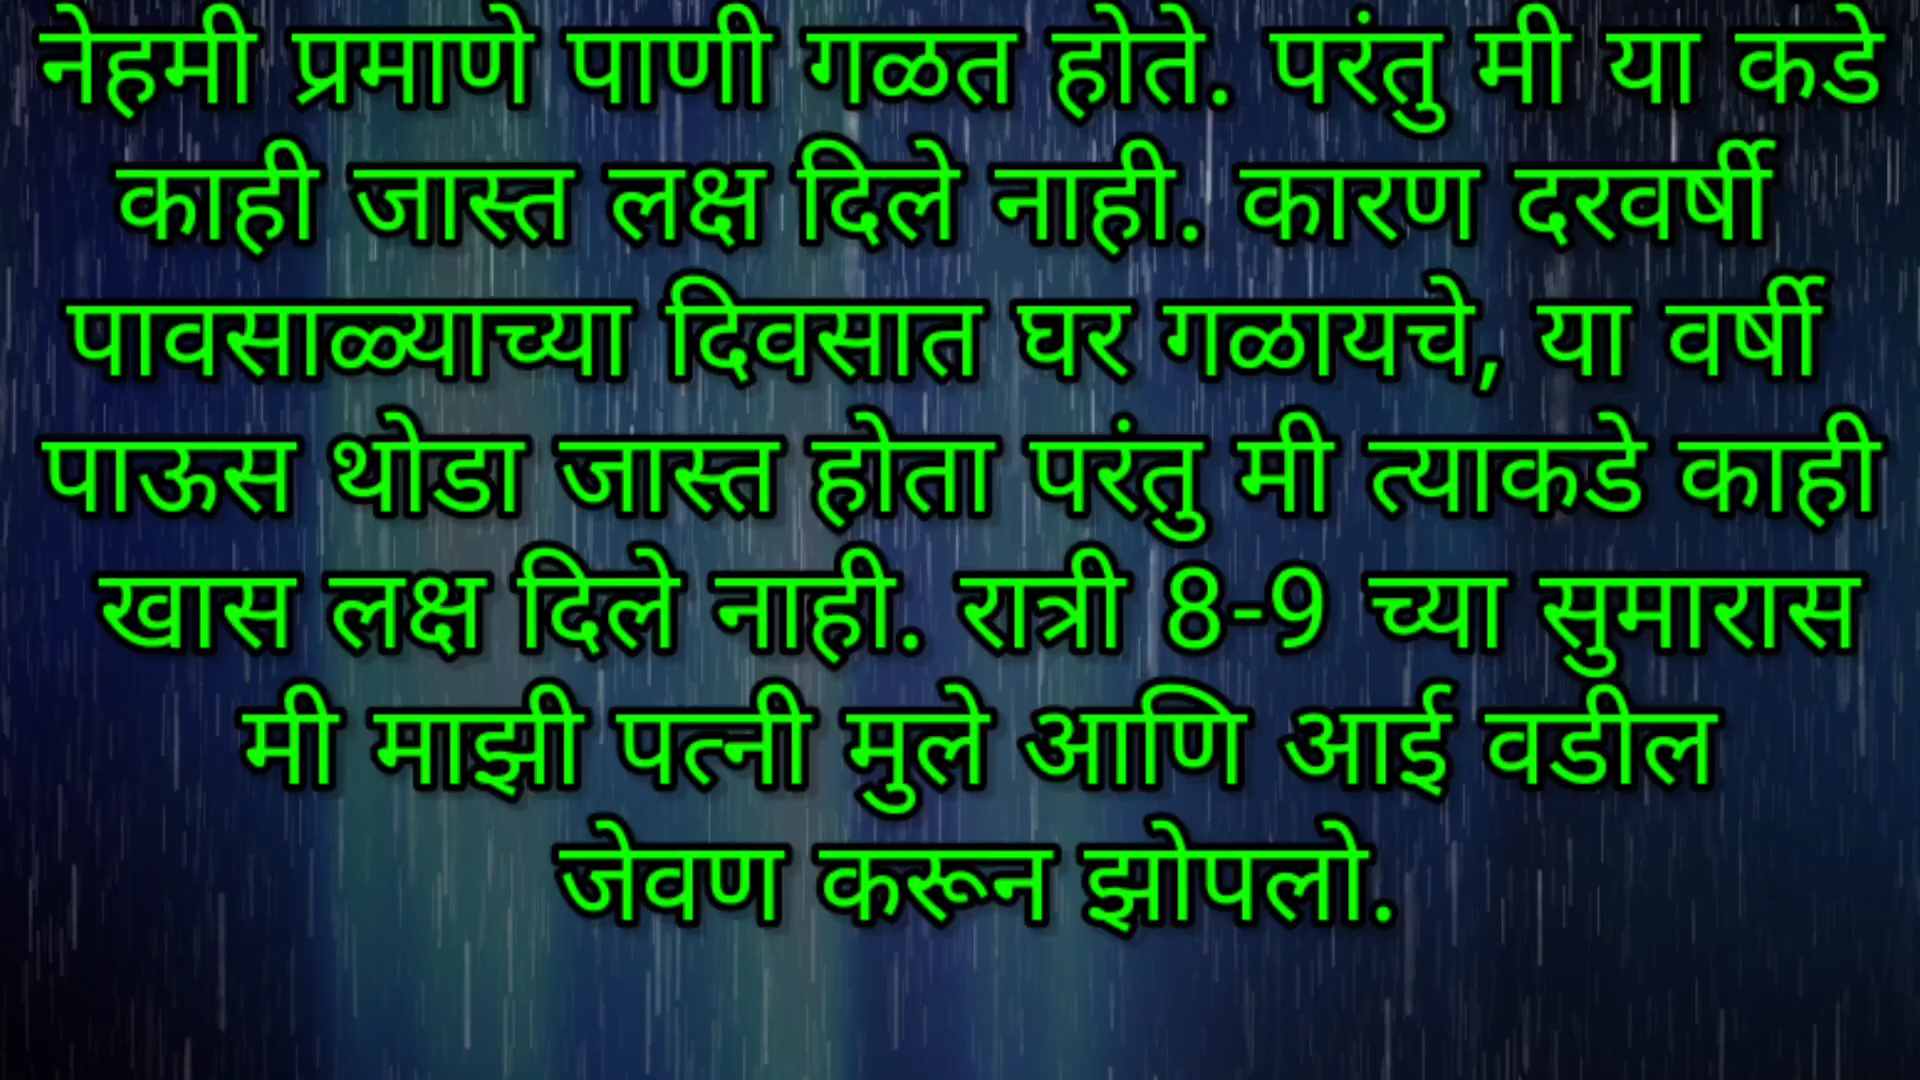 नेहमी प्रमाणे पाणी गळत होते. परंतु मी या कडे
काही जास्त लक्ष दिले नाही. कारण दरवर्षी
पावसाळ्याच्या दिवसात घर गळायचे, या वर्षी
पाऊस थोडा जास्त होता परंतु मी त्याकडे काही
खास लक्ष दिले नाही. रात्री 8-9 च्या सुमारास
मी माझी पत्नी मुले आणि आई वडील
जेवण करून झोपलो.